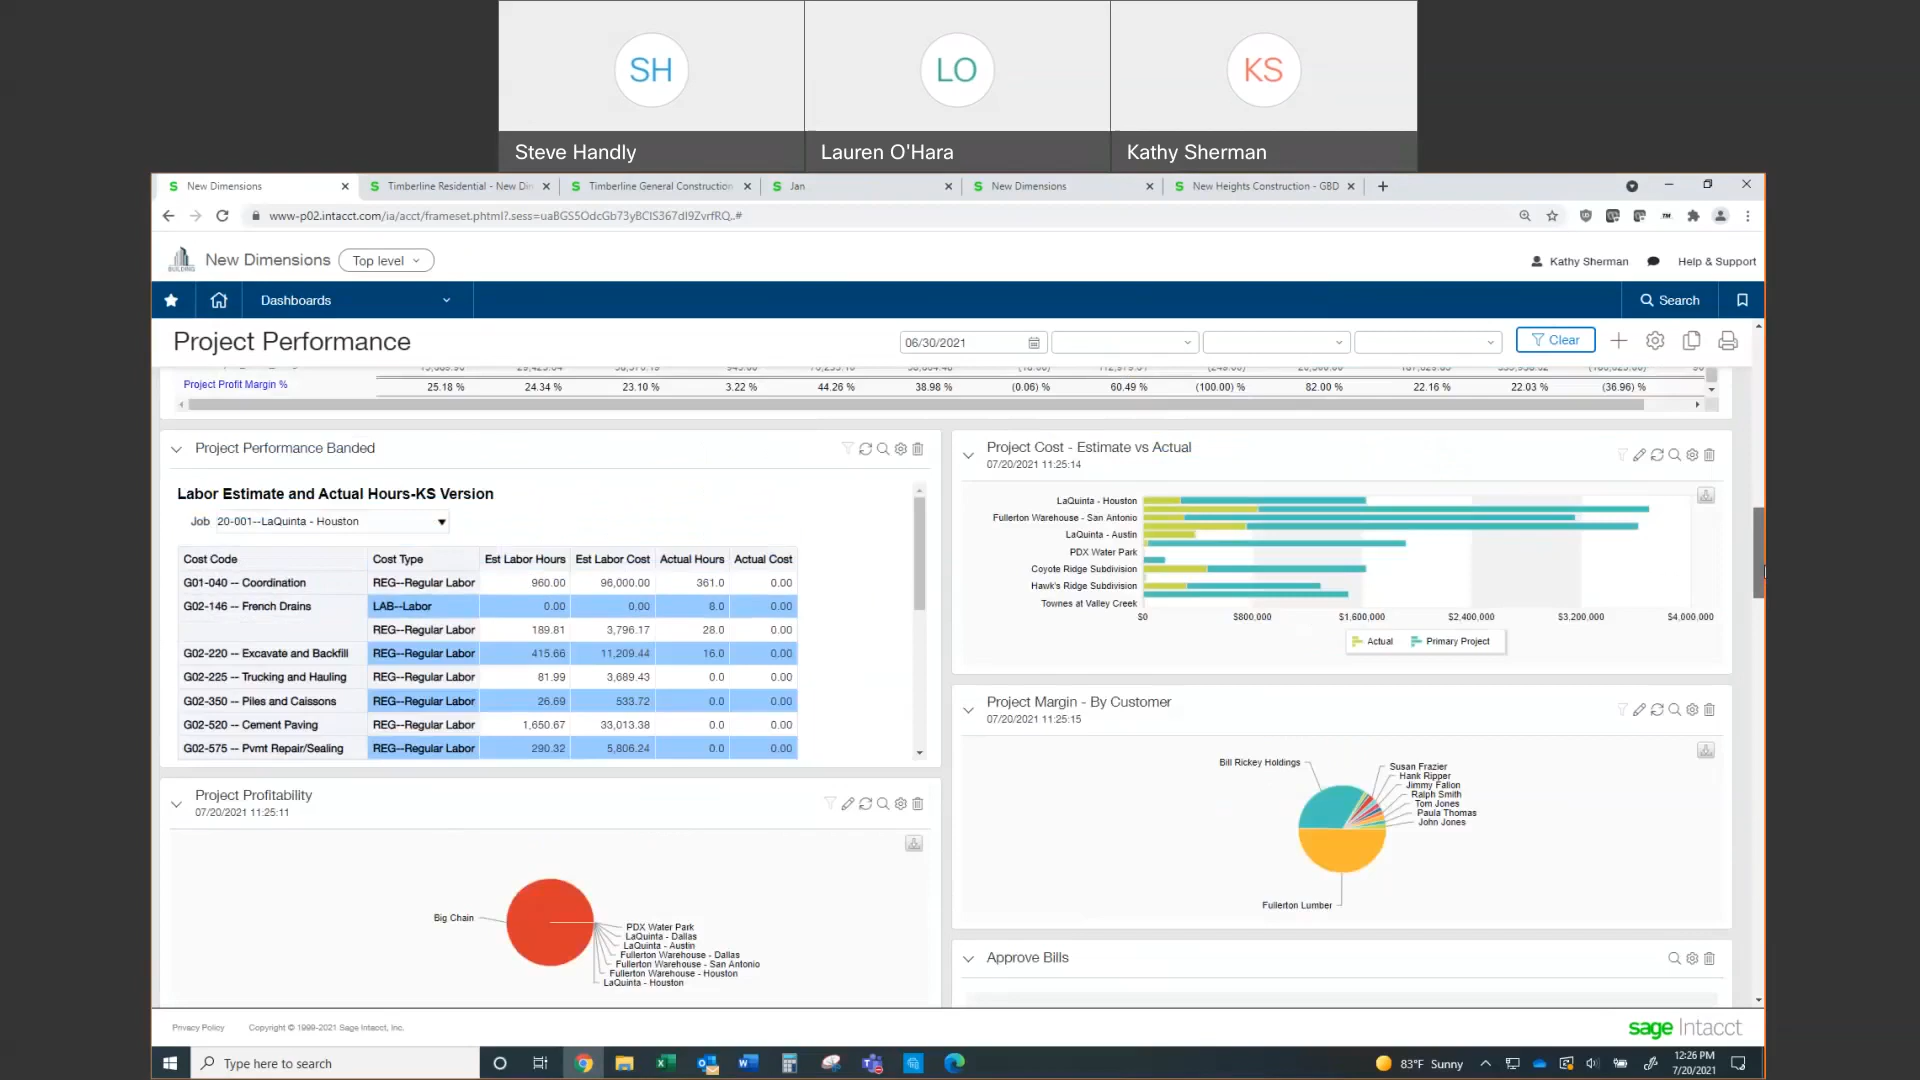 SH
LO
KS
Steve Handly
Lauren O'Hara
Kathy Sherman
New Dimensions
Timberline Residential - New Din
Timberline General Construction
Jan
New Dimensions
New Heights Construction - GBD
www-p02.intacct.com/ia/acct/frameset.phtml?.sess=uaBGS5OdcGb73yBCIS367dI9ZvrfRQ..#
BUILDING
New Dimensions
Top level
Kathy Sherman
Help & Support
Dashboards
Search
Project Performance
06/30/2021
Clear
Project Profit Margin % 25.18 % 24.34 % 23.10 % 3.22 % 44.26 % 38.98 % (0.06) % 60.49 % (100.00) % 82.00 % 22.16 % 22.03 % (36.96) %
Project Performance Banded
Labor Estimate and Actual Hours-KS Version
Job 20-001--LaQuinta - Houston
Cost Code Cost Type Est Labor Hours Est Labor Cost Actual Hours Actual Cost
G01-040 -- Coordination REG--Regular Labor 960.00 96,000.00 361.0 0.00
G02-146 -- French Drains LAB--Labor 0.00 0.00 8.0 0.00
REG--Regular Labor 189.81 3,796.17 28.0 0.00
G02-220 -- Excavate and Backfill REG--Regular Labor 415.66 11,209.44 16.0 0.00
G02-225 -- Trucking and Hauling REG--Regular Labor 81.99 3,689.43 0.0 0.00
G02-350 -- Piles and Caissons REG--Regular Labor 26.69 533.72 0.0 0.00
G02-520 -- Cement Paving REG--Regular Labor 1,650.67 33,013.38 0.0 0.00
G02-575 -- Pvmt Repair/Sealing REG--Regular Labor 290.32 5,806.24 0.0 0.00
Project Cost - Estimate vs Actual
07/20/2021 11:25:14
LaQuinta - Houston
Fullerton Warehouse - San Antonio
LaQuinta - Austin
PDX Water Park
Coyote Ridge Subdivision
Hawk's Ridge Subdivision
Townes at Valley Creek
$0 $800,000 $1,600,000 $2,400,000 $3,200,000 $4,000,000
Actual Primary Project
Project Margin - By Customer
07/20/2021 11:25:15
Bill Rickey Holdings
Susan Frazier
Hank Ripper
Jimmy Fallon
Ralph Smith
Tom Jones
Paula Thomas
John Jones
Fullerton Lumber
Project Profitability
07/20/2021 11:25:11
Big Chain
PDX Water Park
LaQuinta - Dallas
LaQuinta - Austin
Fullerton Warehouse - Dallas
Fullerton Warehouse - San Antonio
Fullerton Warehouse - Houston
LaQuinta - Houston
Approve Bills
Privacy Policy
Copyright © 1999-2021 Sage Intacct, Inc.
sage Intacct
Type here to search
83°F Sunny
12:26 PM
7/20/2021